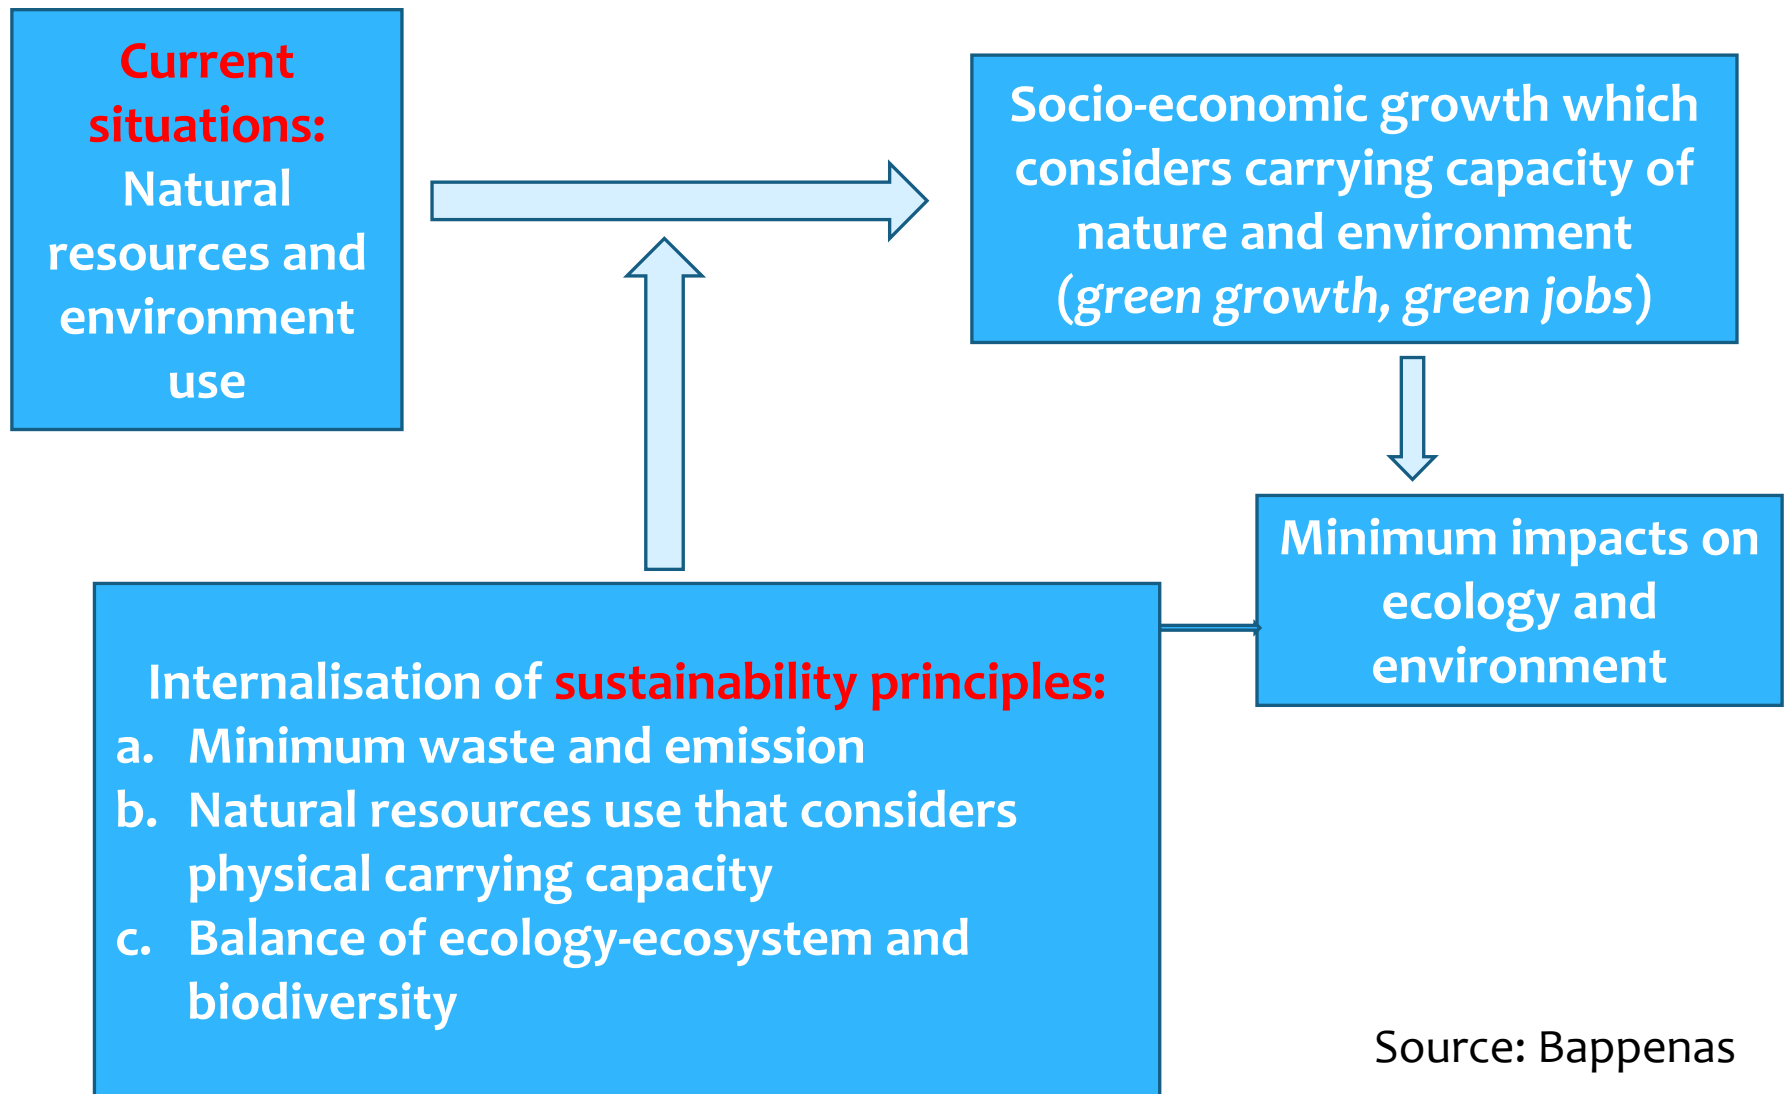 Current
situations:
Natural
resources and
environment
use
Socio-economic growth which
considers carrying capacity of
nature and environment
(green growth, green jobs)
Minimum impacts on
ecology and
environment
Internalisation of sustainability principles:
a. Minimum waste and emission
b. Natural resources use that considers
physical carrying capacity
c. Balance of ecology-ecosystem and
biodiversity
Source: Bappenas